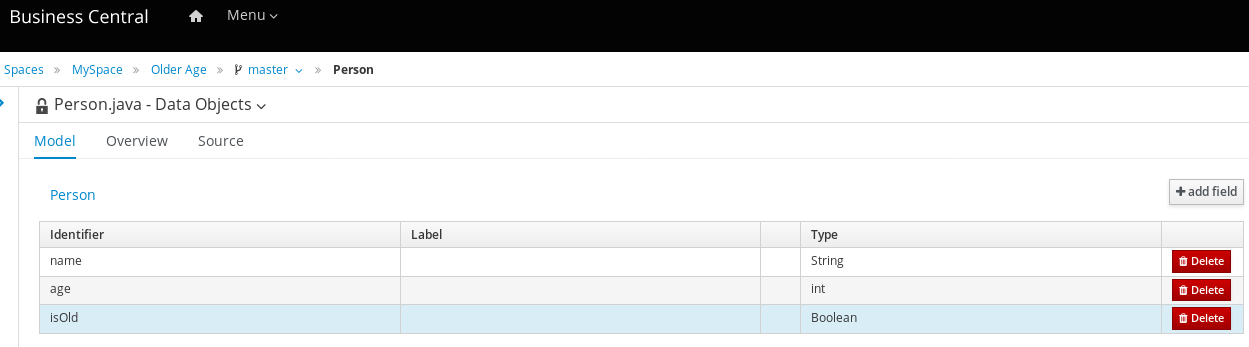 Business Central Menu
Spaces » MySpace » Older Age » master » Person
Person.java - Data Objects
Model Overview Source
Person
+ add field
Identifier Label Type
name String Delete
age int Delete
isOld Boolean Delete